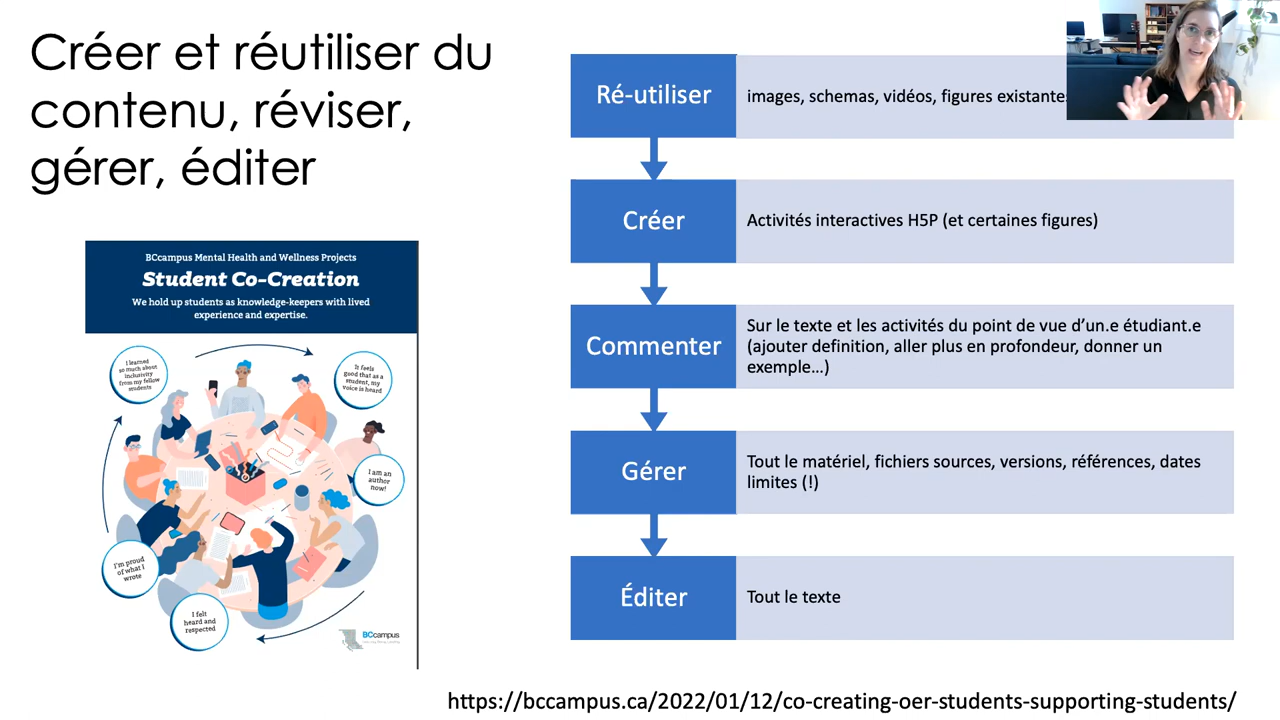 Créer et réutiliser du
contenu, réviser,
gérer, éditer
BCcampus Mental Health and Wellness Projects
Student Co-Creation
We hold up students as knowledge-keepers with lived
experience and expertise.
I learned
so much about
inclusivity
from my fellow
students
It feels
good that as a
student, my
voice is heard
I am an
author
now!
I'm proud
of what I
wrote
I felt
heard and
respected
BCcampus
Ré-utiliser
images, schemas, vidéos, figures existantes
Créer
Activités interactives H5P (et certaines figures)
Commenter
Sur le texte et les activités du point de vue d’un.e étudiant.e
(ajouter definition, aller plus en profondeur, donner un
exemple…)
Gérer
Tout le matériel, fichiers sources, versions, références, dates
limites (!)
Éditer
Tout le texte
https://bccampus.ca/2022/01/12/co-creating-oer-students-supporting-students/